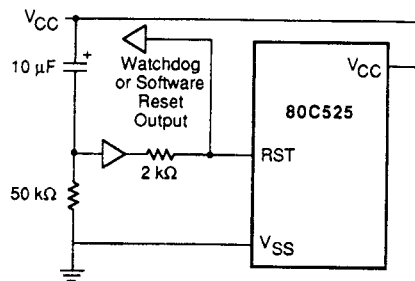 VCC
10 µF
+
Watchdog
or Software
Reset
Output
VCC
80C525
RST
2 kΩ
50 kΩ
VSS